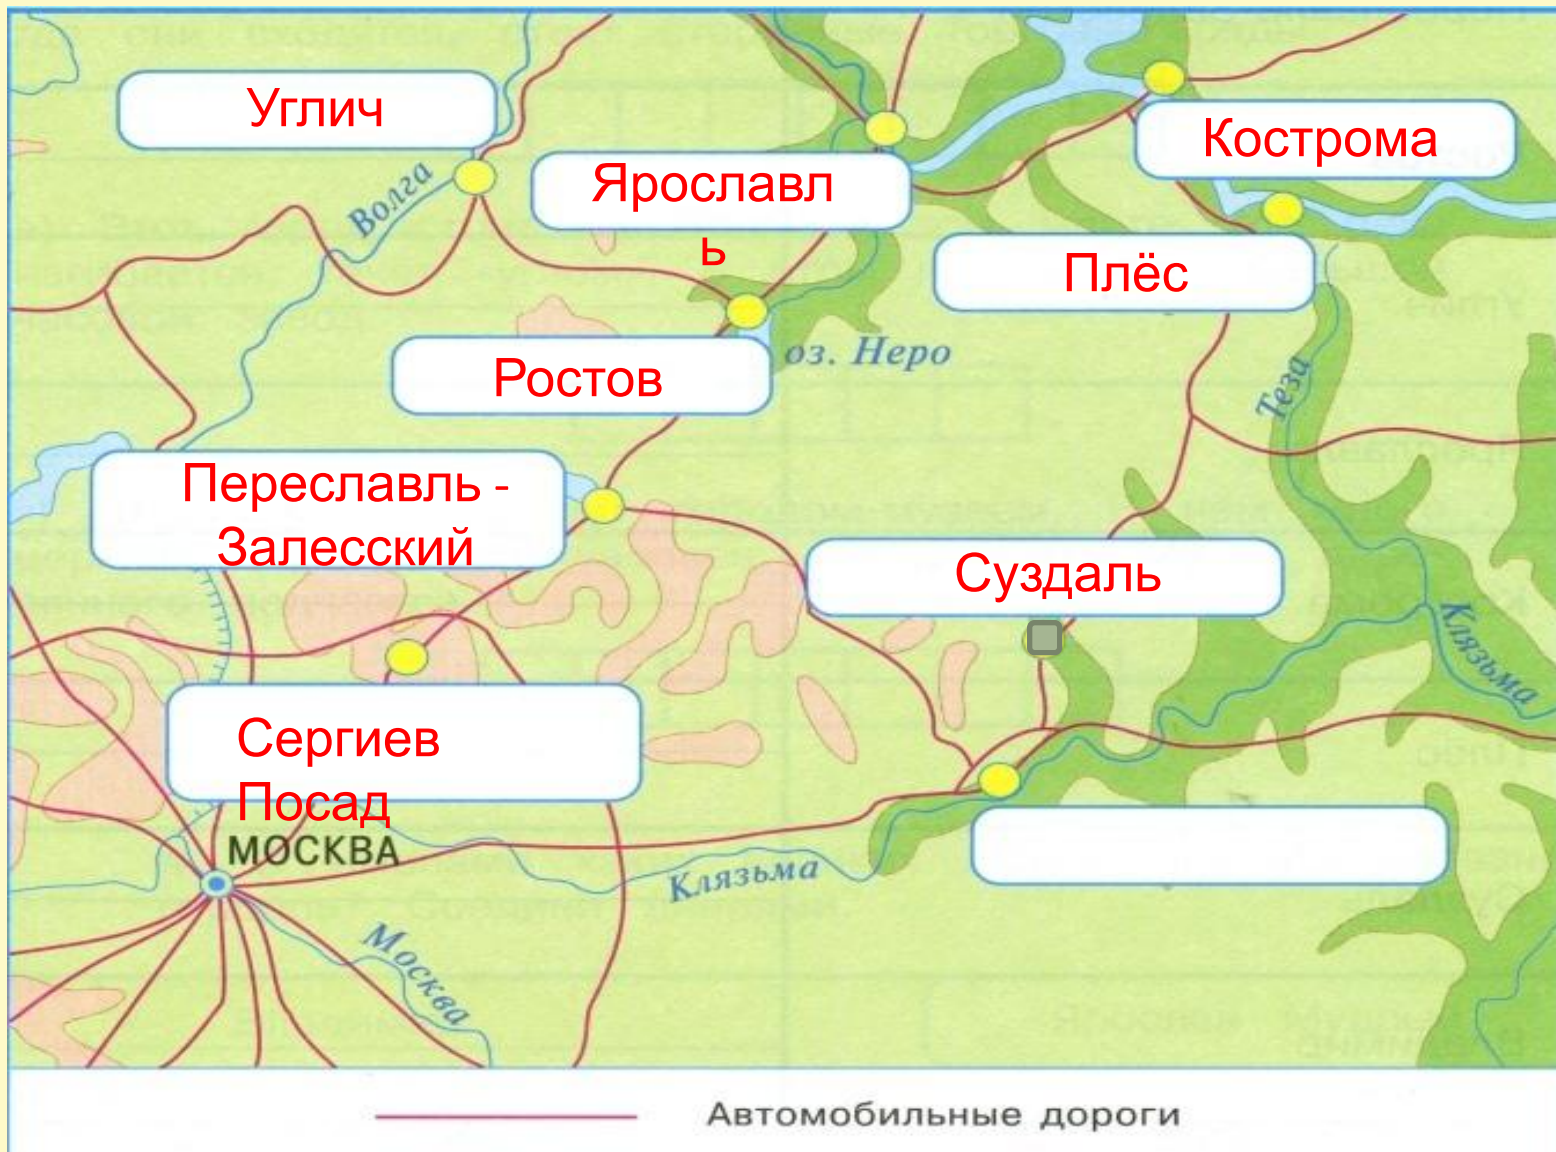 Углич
Кострома
Ярославл
ь
Волга
Плёс
Ростов
оз. Неро
Теза
Переславль -
Залесский
Суздаль
Клязьма
Сергиев
Посад
МОСКВА
Клязьма
Москва
Автомобильные дороги